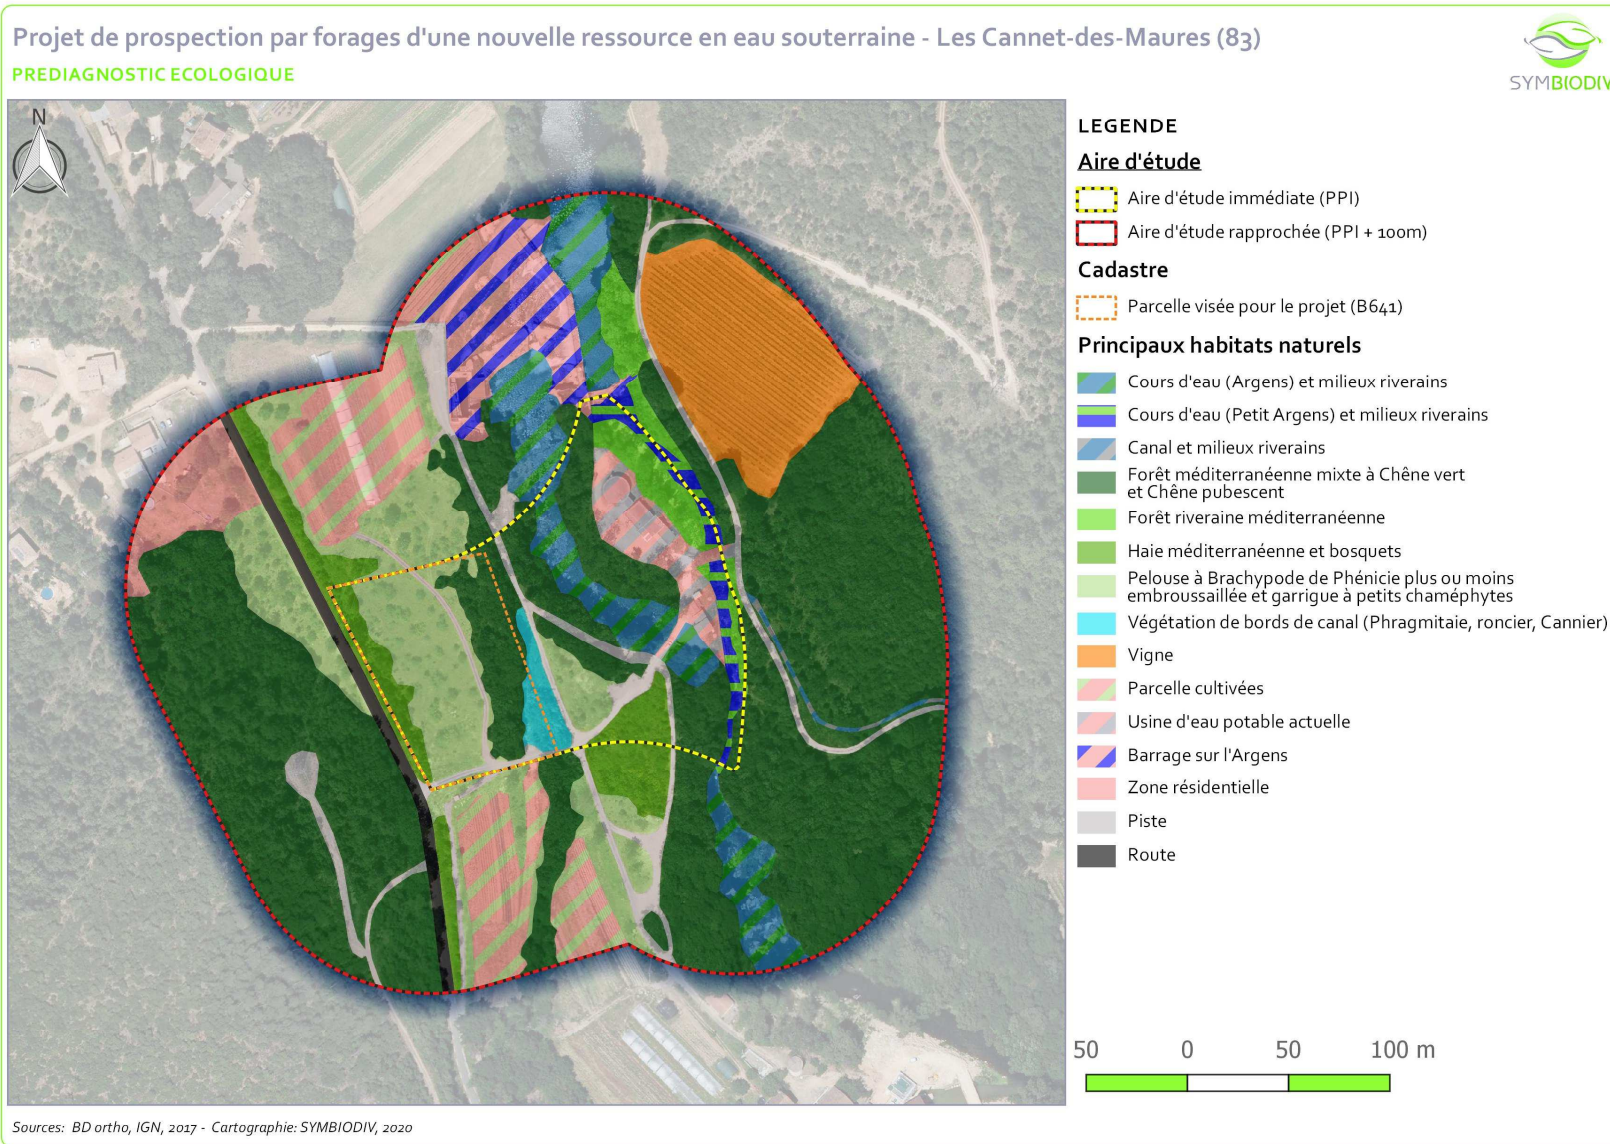 Projet de prospection par forages d'une nouvelle ressource en eau souterraine - Les Cannet-des-Maures (83)
PREDIAGNOSTIC ECOLOGIQUE
SYMBIODIV
N
LEGENDE
Aire d'étude
Aire d'étude immédiate (PPI)
Aire d'étude rapprochée (PPI + 100m)
Cadastre
Parcelle visée pour le projet (B641)
Principaux habitats naturels
Cours d'eau (Argens) et milieux riverains
Cours d'eau (Petit Argens) et milieux riverains
Canal et milieux riverains
Forêt méditerranéenne mixte à Chêne vert
et Chêne pubescent
Forêt riveraine méditerranéenne
Haie méditerranéenne et bosquets
Pelouse à Brachypode de Phénicie plus ou moins
embroussaillée et garrigue à petits chaméphytes
Végétation de bords de canal (Phragmitaie, roncier, Cannier)
Vigne
Parcelle cultivées
Usine d'eau potable actuelle
Barrage sur l'Argens
Zone résidentielle
Piste
Route
50 0 50 100 m
Sources: BD ortho, IGN, 2017 - Cartographie: SYMBIODIV, 2020